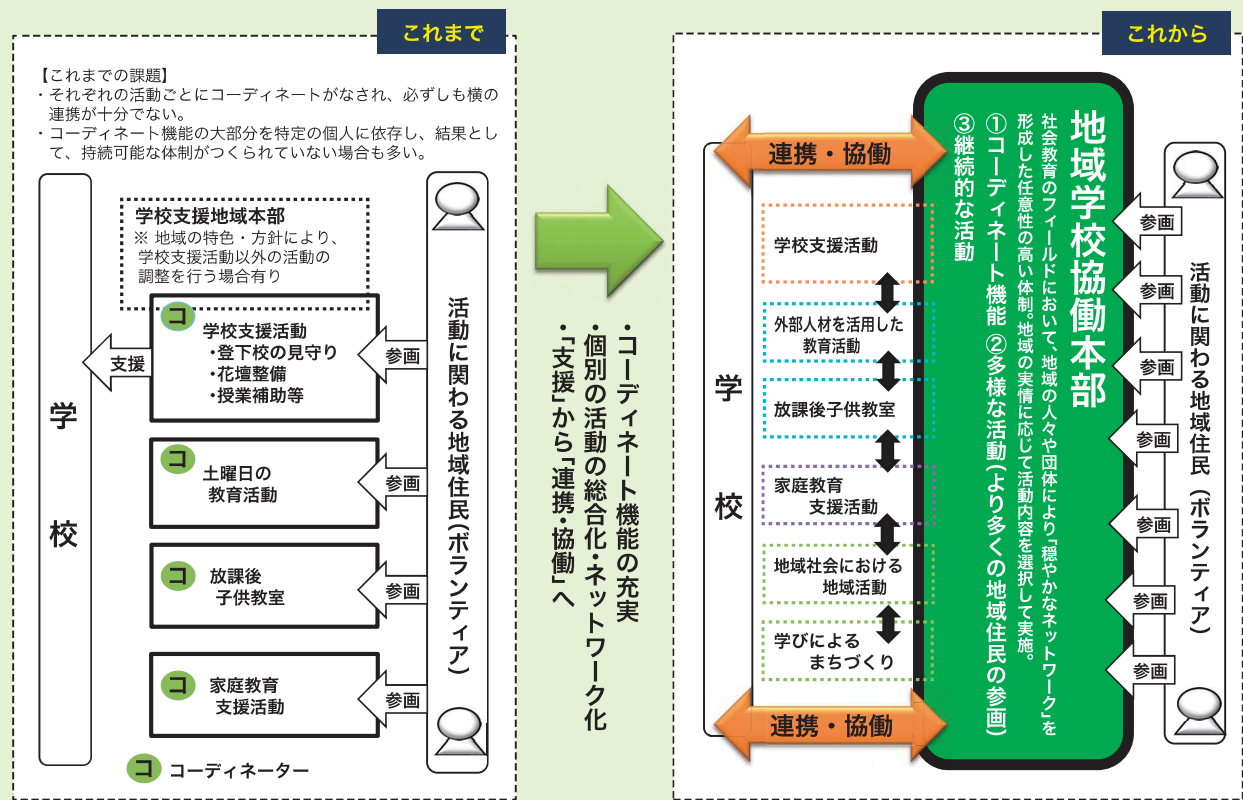 これまで
【これまでの課題】
・それぞれの活動ごとにコーディネートがなされ、必ずしも横の
連携が十分でない。
・コーディネート機能の大部分を特定の個人に依存し、結果とし
て、持続可能な体制がつくられていない場合も多い。
学校
学校支援地域本部
※ 地域の特色・方針により、
学校支援活動以外の活動の
調整を行う場合有り
支援
コ
学校支援活動
・登下校の見守り
・花壇整備
・授業補助等
参画
コ
土曜日の
教育活動
参画
コ
放課後
子供教室
参画
コ
家庭教育
支援活動
参画
活動に関わる地域住民(ボランティア)
コ コーディネーター
・コーディネート機能の充実
・個別の活動の総合化・ネットワーク化
・「支援」から「連携・協働」へ
これから
学校
連携・協働
学校支援活動
外部人材を活用した
教育活動
放課後子供教室
家庭教育
支援活動
地域社会における
地域活動
学びによる
まちづくり
連携・協働
地域学校協働本部
社会教育のフィールドにおいて、地域の人々や団体により「穏やかなネットワーク」を
形成した任意性の高い体制。地域の実情に応じて活動内容を選択して実施。
①コーディネート機能 ②多様な活動(より多くの地域住民の参画)
③継続的な活動
参画
参画
参画
参画
参画
参画
参画
活動に関わる地域住民(ボランティア)